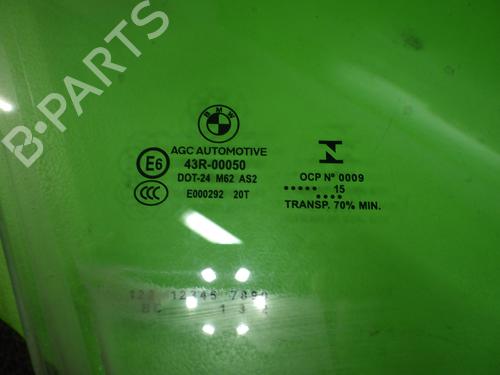 B-PARTS
BMW
AGC AUTOMOTIVE
E6 43R-00050
DOT-24 M62 AS2
CCC E000292 20T
N
OCP Nº 0009
15
TRANSP. 70% MIN.
12345